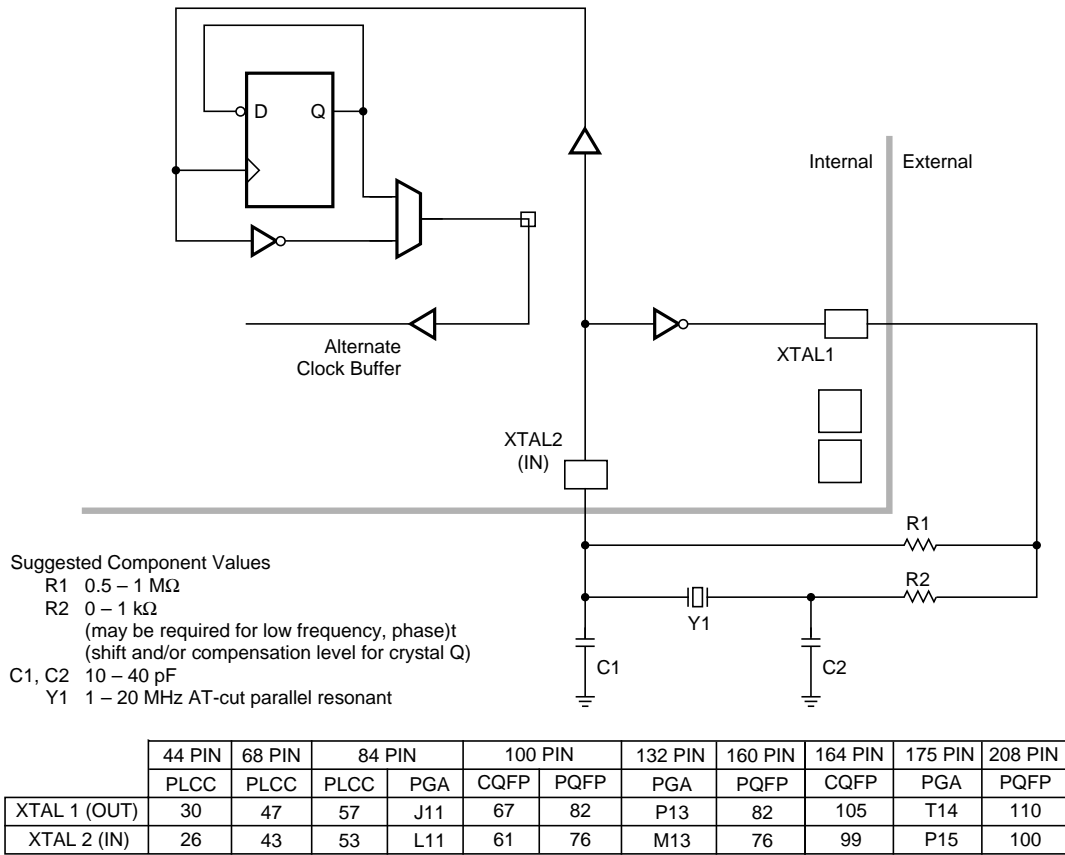 D Q
Internal External
Alternate
Clock Buffer
XTAL1
XTAL2
(IN)
R1
R2
Y1
C1
C2
Suggested Component Values
R1 0.5 – 1 MΩ
R2 0 – 1 kΩ
(may be required for low frequency, phase)t
(shift and/or compensation level for crystal Q)
C1, C2 10 – 40 pF
Y1 1 – 20 MHz AT-cut parallel resonant
44 PIN 68 PIN 84 PIN 100 PIN 132 PIN 160 PIN 164 PIN 175 PIN 208 PIN
PLCC PLCC PLCC PGA CQFP PQFP PGA PQFP CQFP PGA PQFP
XTAL 1 (OUT) 30 47 57 J11 67 82 P13 82 105 T14 110
XTAL 2 (IN) 26 43 53 L11 61 76 M13 76 99 P15 100